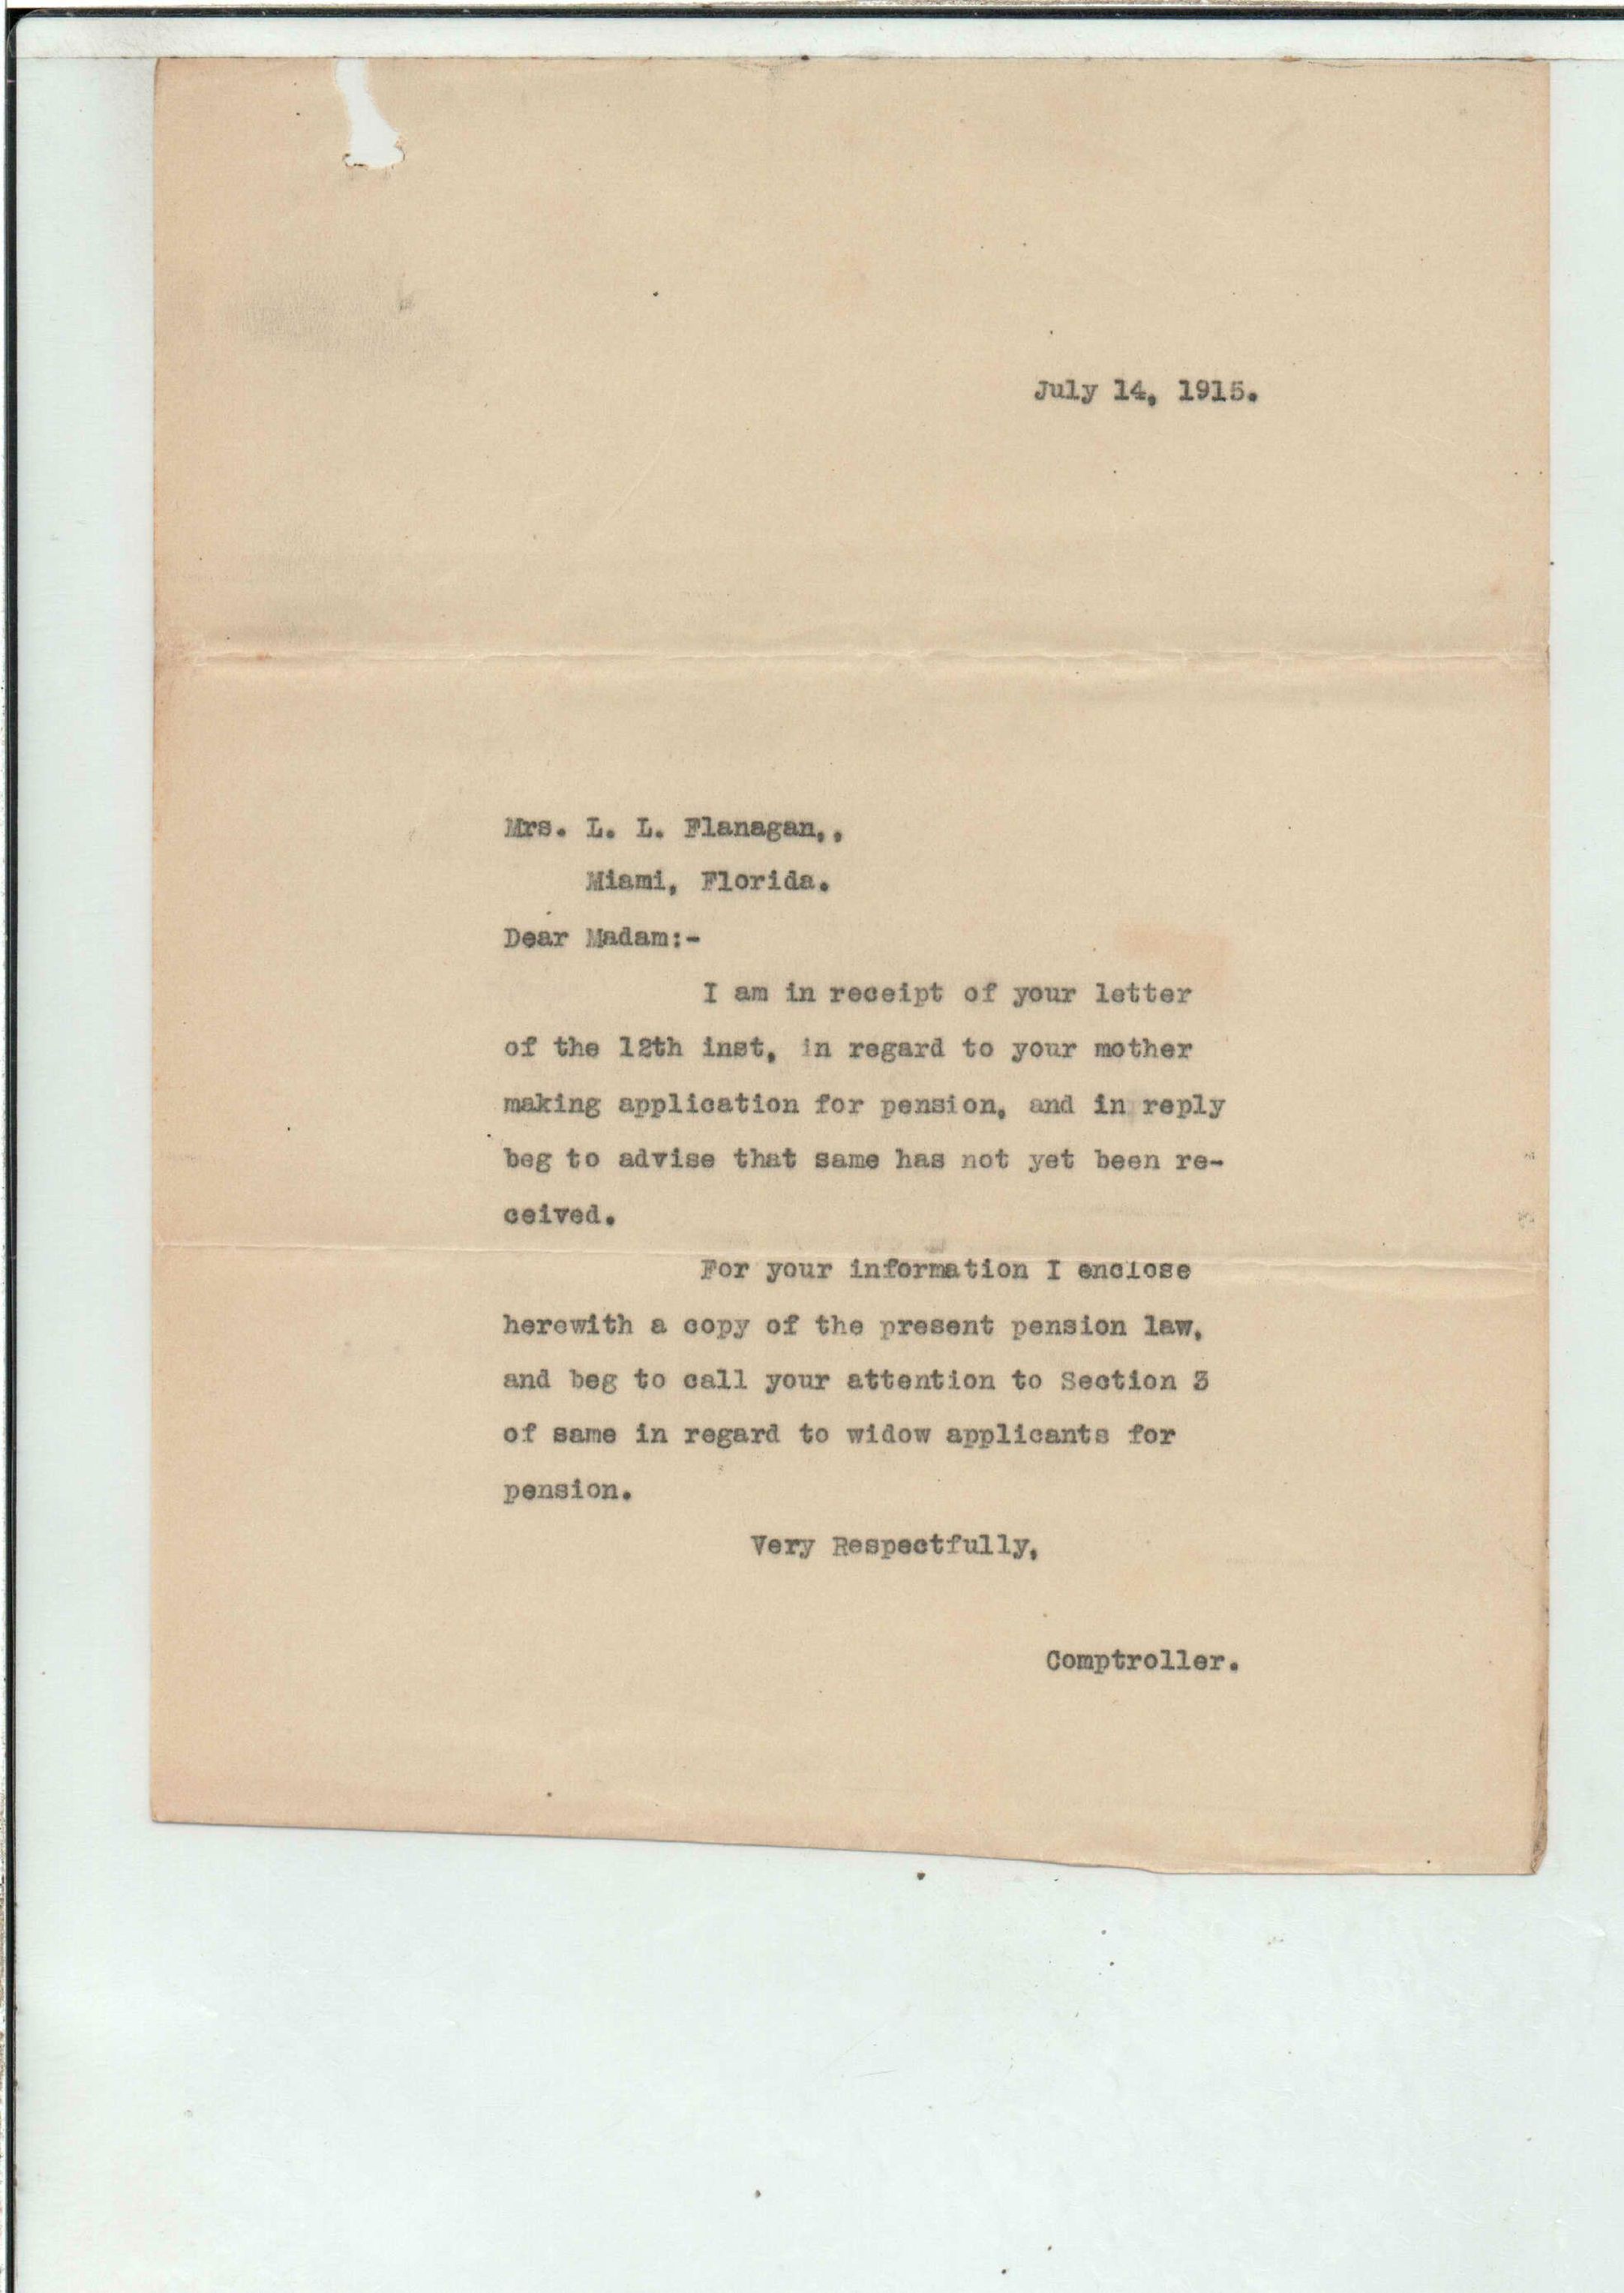 July 14, 1915.
Mrs. L. L. Flanagan,.
Miami, Florida.
Dear Madam:-
I am in receipt of your letter
of the 12th inst, in regard to your mother
making application for pension, and in reply
beg to advise that same has not yet been re-
ceived.
For your information I enclose
herewith a copy of the present pension law,
and beg to call your attention to Section 3
of same in regard to widow applicants for
pension.
Very Respectfully,
Comptroller.